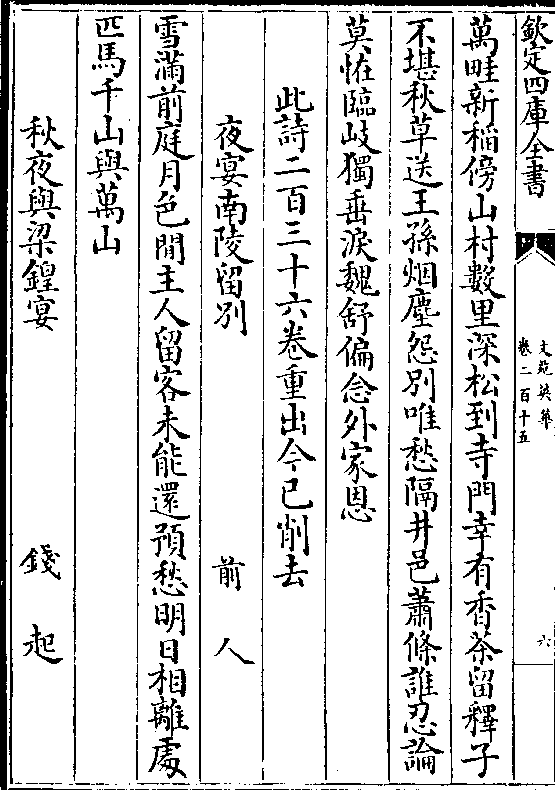 欽定四庫全書
文苑英華
卷二百十五
六
萬畦新稻傍山村數里深松到寺門幸有香茶留釋子
不堪秋草送王孫烟塵怨别唯愁隔井邑蕭條誰忍論
莫怪臨岐獨垂淚魏舒偏念外家恩
此詩二百三十六卷重出今已削去
夜宴南陵留别　前人
雪滿前庭月色閒主人留客未能還預愁明日相離處
匹馬千山與萬山
秋夜與梁鍠宴　錢起